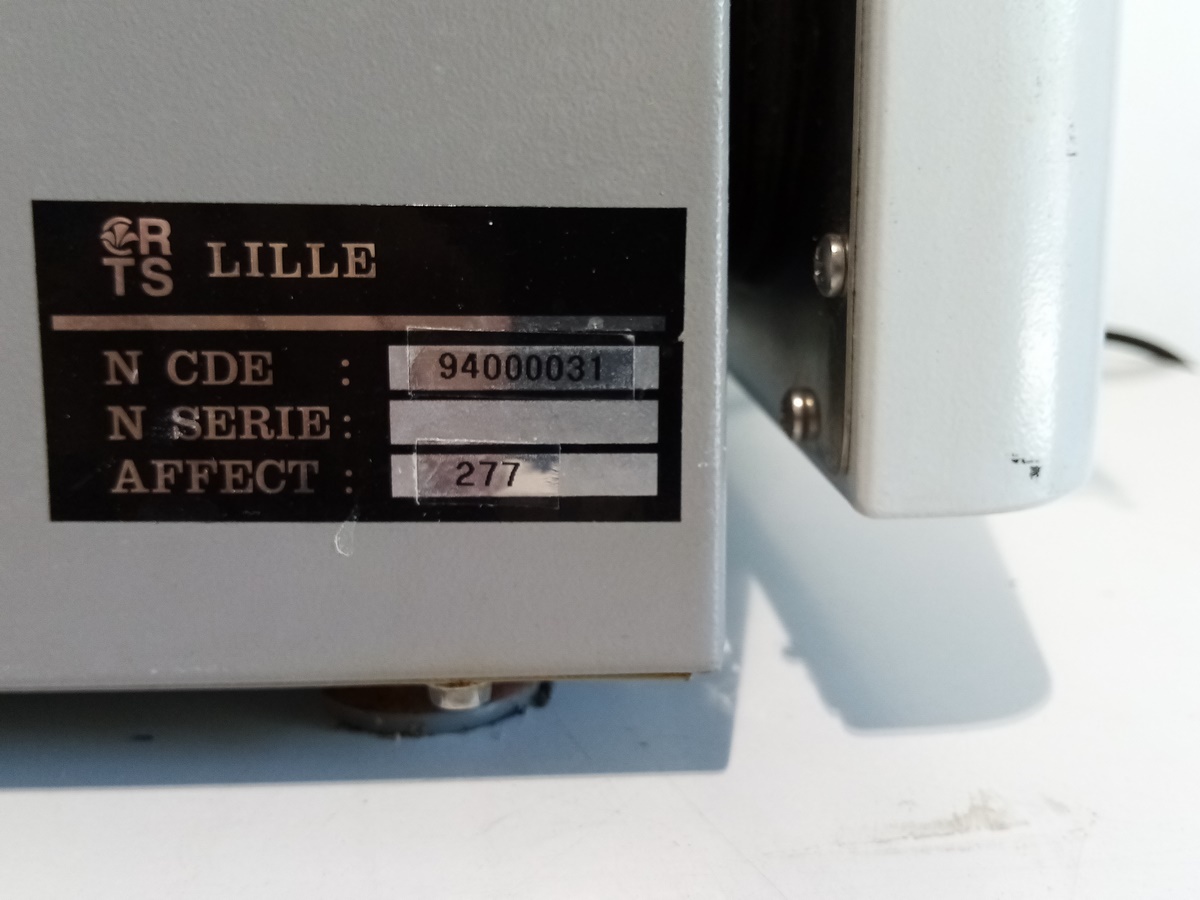 CRTS LILLE
N CDE : 94000031
N SERIE :
AFFECT : 277